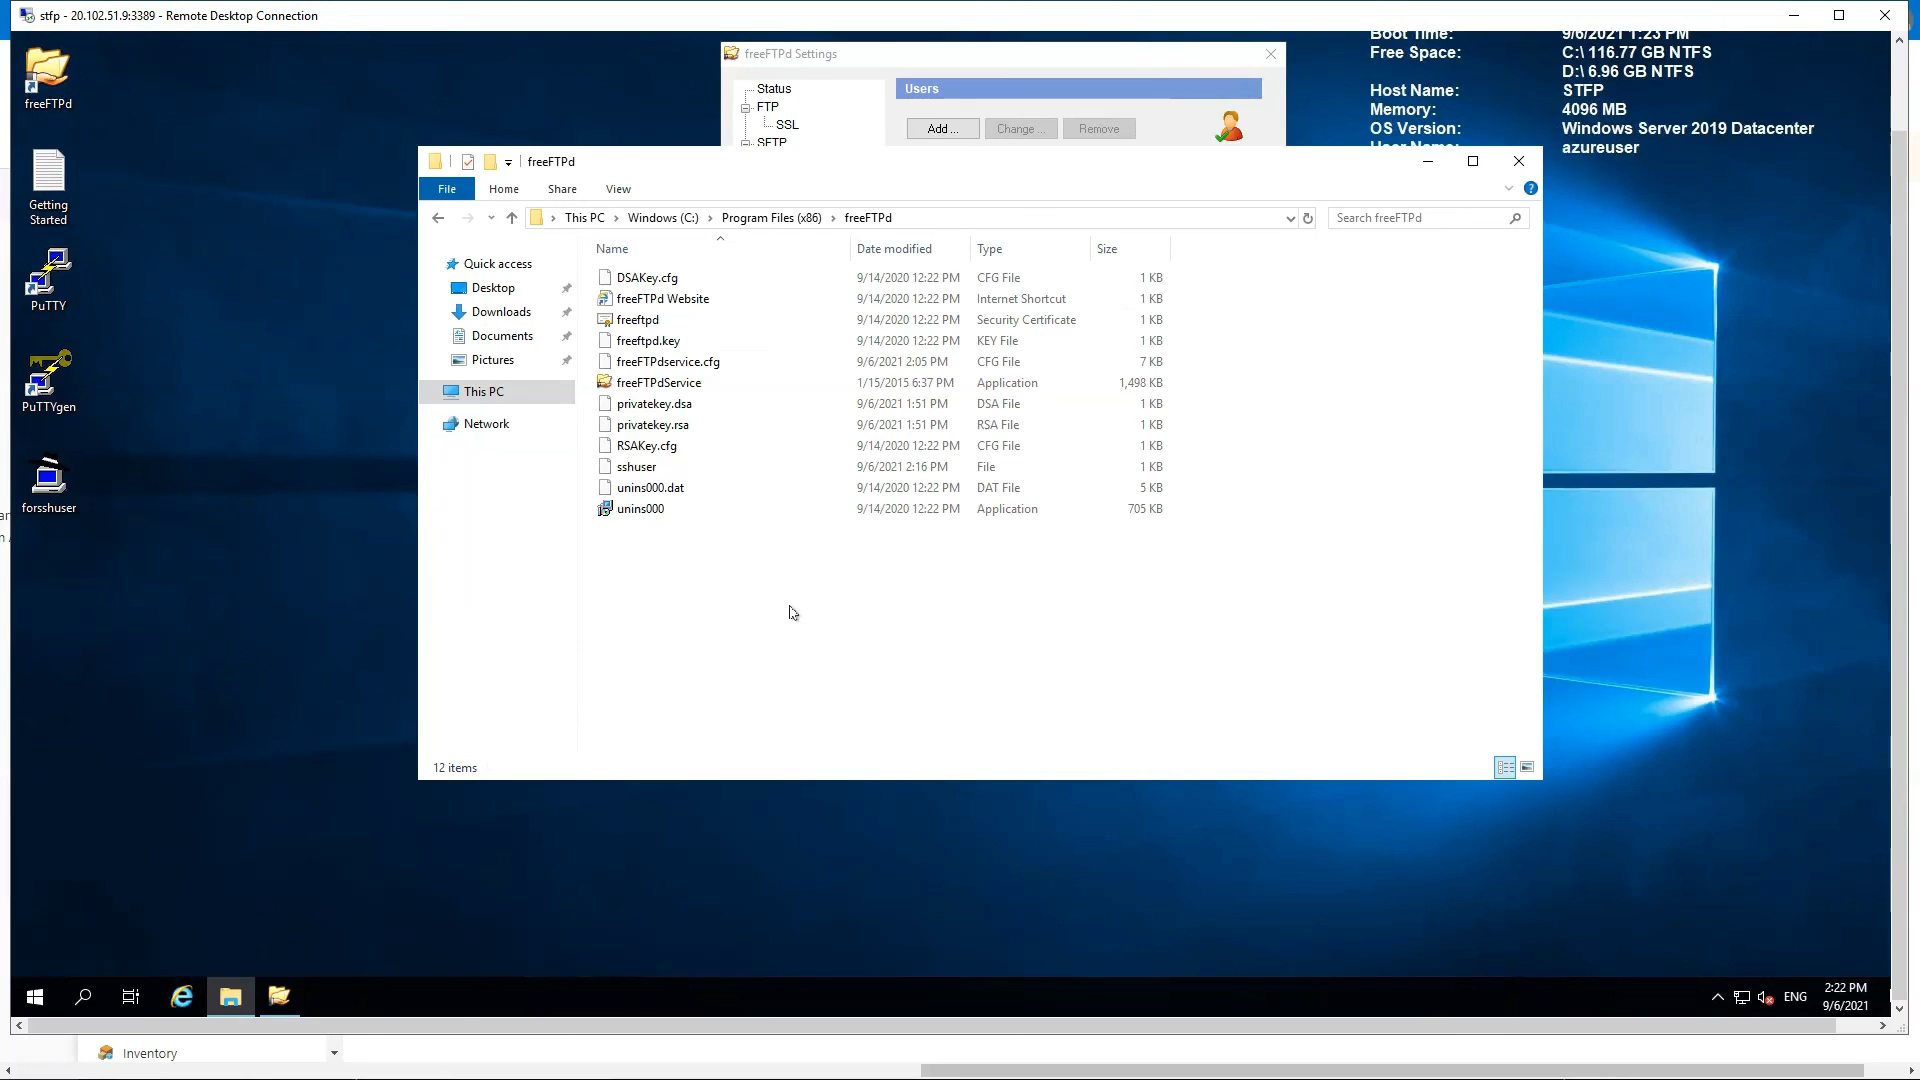 stfp - 20.102.51.9:3389 - Remote Desktop Connection
freeFTPd
Getting
Started
PuTTY
PuTTYgen
forsshuser
freeFTPd Settings
Status
FTP
SSL
SFTP
Users
Add ...
Change ...
Remove
Boot Time: 9/6/2021 1:23 PM
Free Space: C:\ 116.77 GB NTFS
D:\ 6.96 GB NTFS
Host Name: STFP
Memory: 4096 MB
OS Version: Windows Server 2019 Datacenter
User Name: azureuser
freeFTPd
File Home Share View
This PC Windows (C:) Program Files (x86) freeFTPd
Search freeFTPd
Quick access
Desktop
Downloads
Documents
Pictures
This PC
Network
Name Date modified Type Size
DSAKey.cfg 9/14/2020 12:22 PM CFG File 1 KB
freeFTPd Website 9/14/2020 12:22 PM Internet Shortcut 1 KB
freeftpd 9/14/2020 12:22 PM Security Certificate 1 KB
freeftpd.key 9/14/2020 12:22 PM KEY File 1 KB
freeFTPdservice.cfg 9/6/2021 2:05 PM CFG File 7 KB
freeFTPdService 1/15/2015 6:37 PM Application 1,498 KB
privatekey.dsa 9/6/2021 1:51 PM DSA File 1 KB
privatekey.rsa 9/6/2021 1:51 PM RSA File 1 KB
RSAKey.cfg 9/14/2020 12:22 PM CFG File 1 KB
sshuser 9/6/2021 2:16 PM File 1 KB
unins000.dat 9/14/2020 12:22 PM DAT File 5 KB
unins000 9/14/2020 12:22 PM Application 705 KB
12 items
ENG
2:22 PM
9/6/2021
Inventory